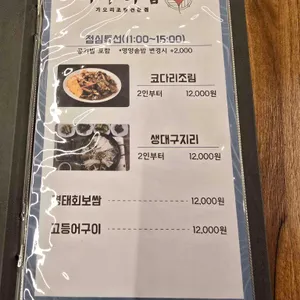 점심특선(11:00~15:00)
공기밥 포함 *영양솥밥 변경시 +2,000
코다리조림
2인부터 12,000원
생대구지리
2인부터 12,000원
명태회보쌈 12,000원
고등어구이 12,000원